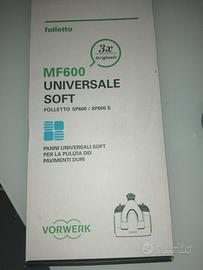 folletto
3x
Originale
MF600
UNIVERSALE
SOFT
FOLLETTO SP600 / SP600 S
PANNI UNIVERSALI SOFT
PER LA PULIZIA DEI
PAVIMENTI DURI
VORWERK
subito